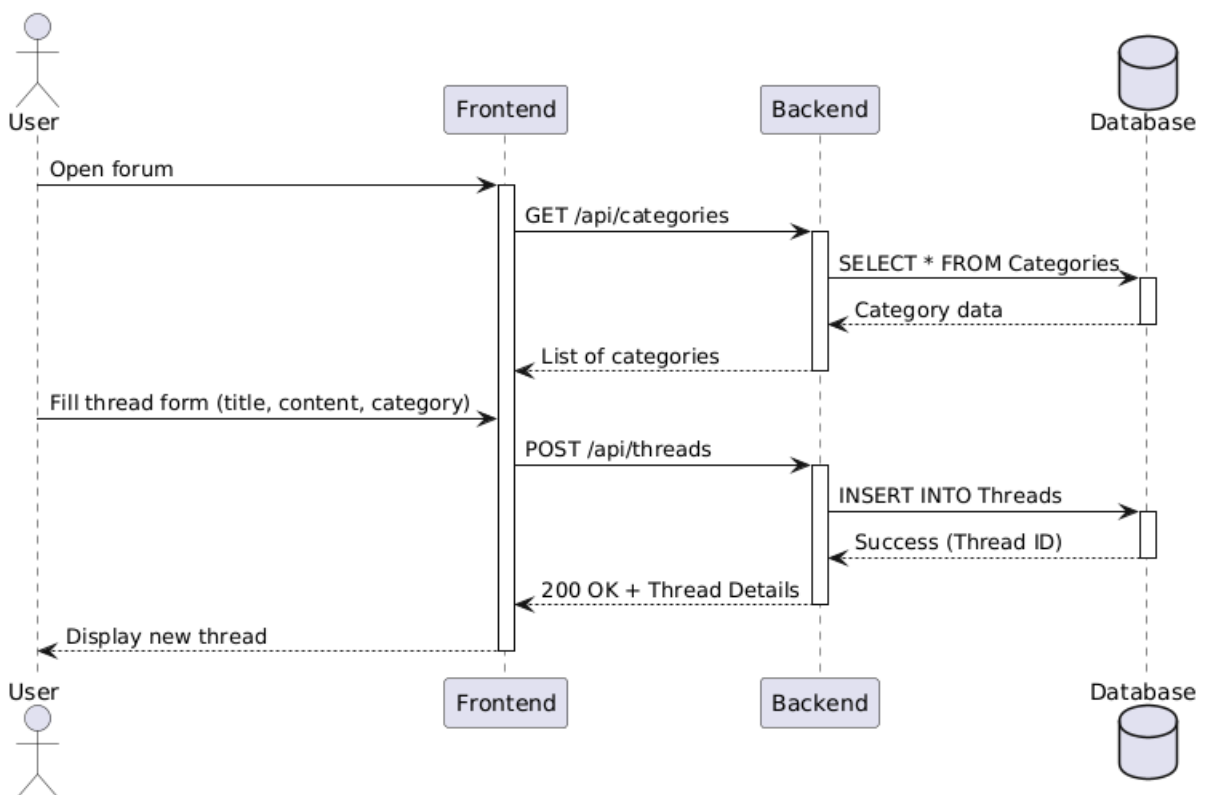 User
Frontend
Backend
Database
Open forum
GET /api/categories
SELECT * FROM Categories
Category data
List of categories
Fill thread form (title, content, category)
POST /api/threads
INSERT INTO Threads
Success (Thread ID)
200 OK + Thread Details
Display new thread
User
Frontend
Backend
Database